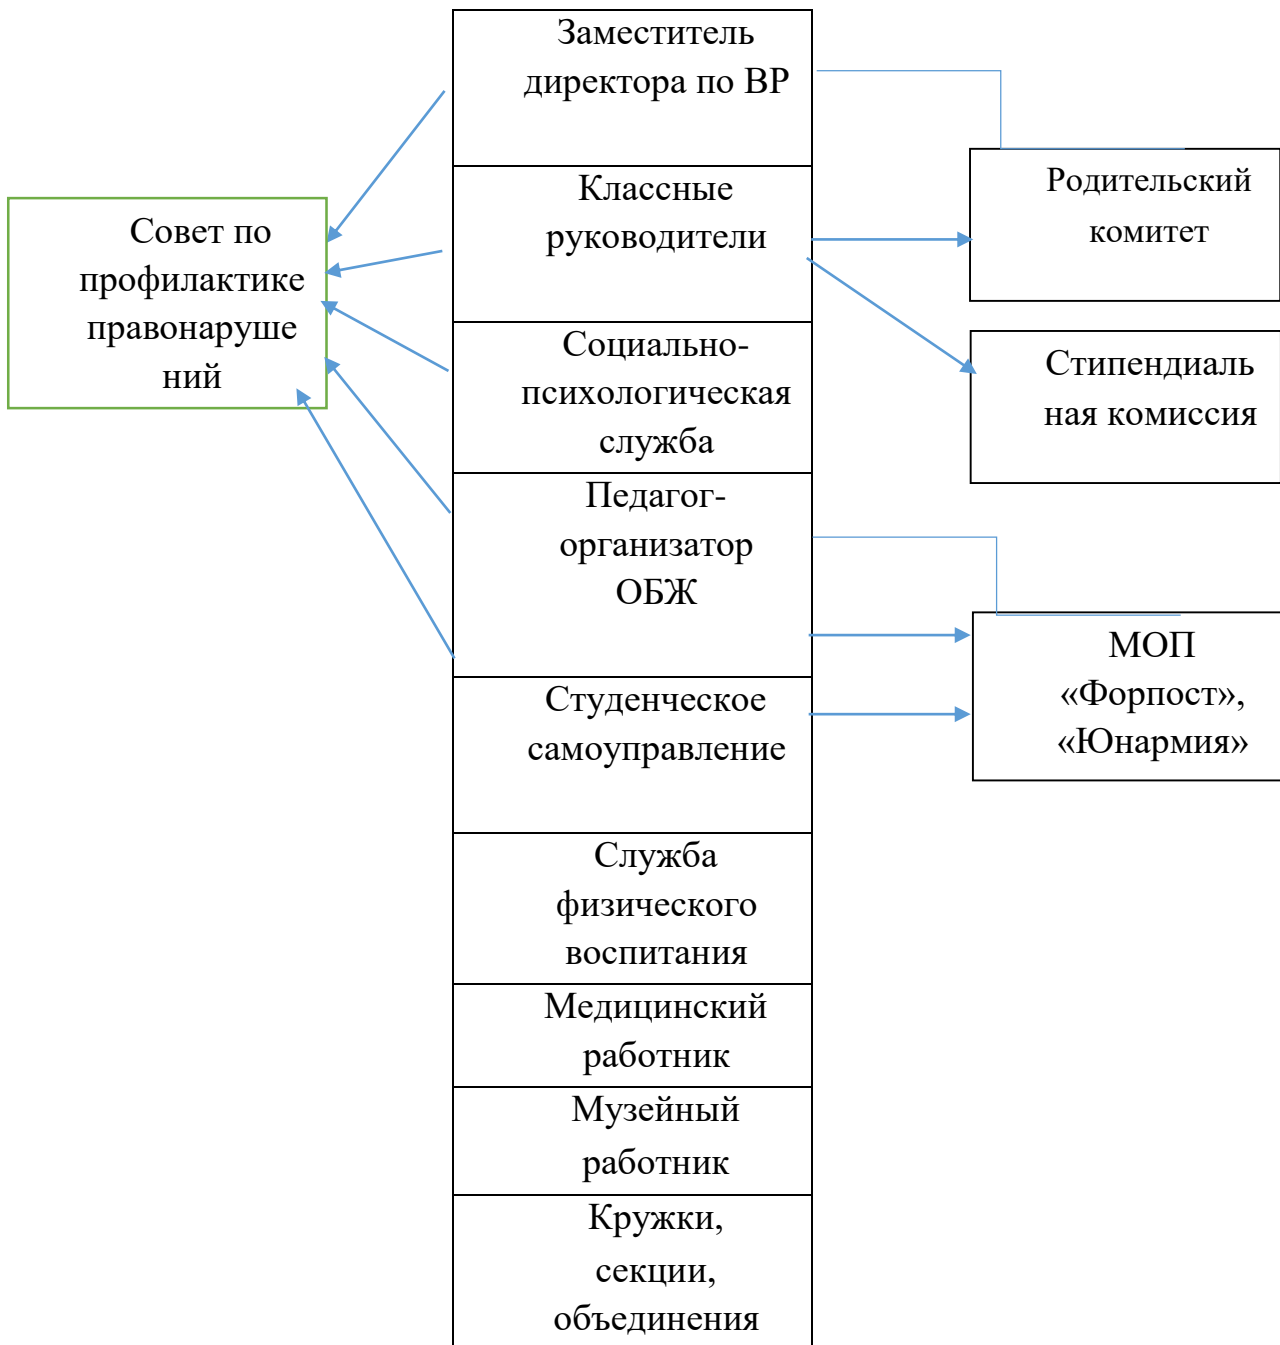 Заместитель
директора по ВР
Классные
руководители
Социально-
психологическая
служба
Педагог-
организатор
ОБЖ
Студенческое
самоуправление
Служба
физического
воспитания
Медицинский
работник
Музейный
работник
Кружки,
секции,
объединения
Совет по
профилактике
правонаруше
ний
Родительский
комитет
Стипендиаль
ная комиссия
МОП
«Форпост»,
«Юнармия»